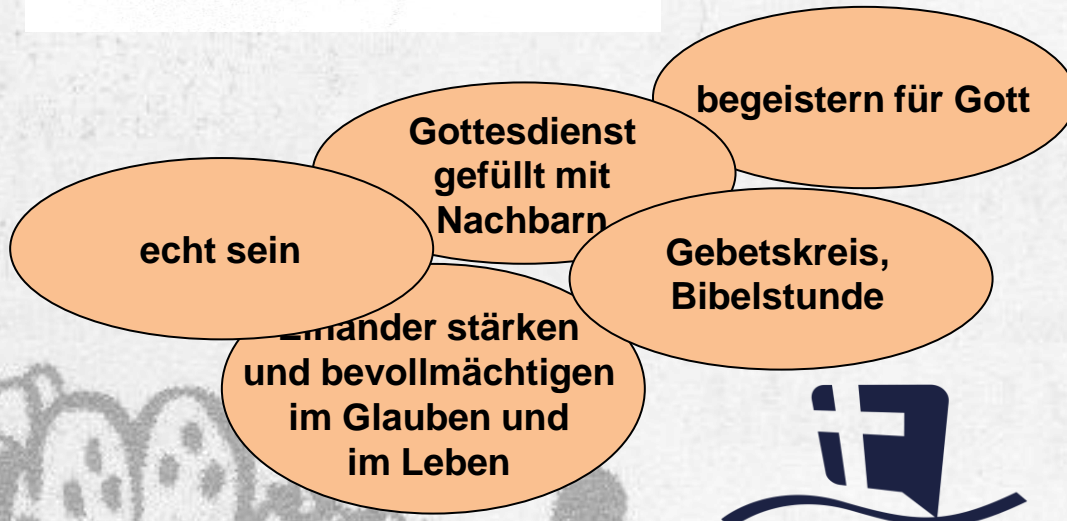 begeistern für Gott
Gottesdienst
gefüllt mit
Nachbarn
echt sein
Gebetskreis,
Bibelstunde
einander stärken
und bevollmächtigen
im Glauben und
im Leben